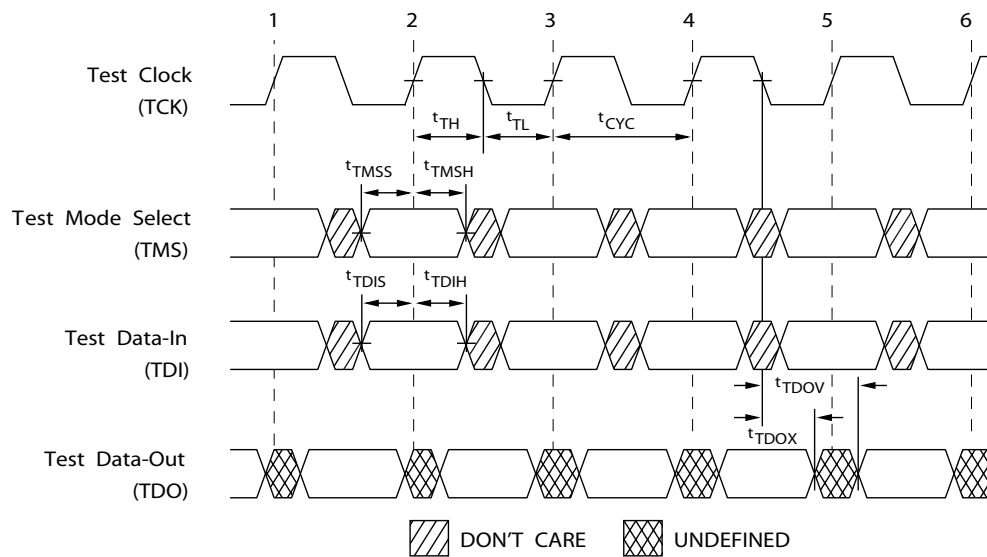 1 2 3 4 5 6
Test Clock
(TCK)
tTH tTL tCYC
tTMSS tTMSH
Test Mode Select
(TMS)
tTDIS tTDIH
Test Data-In
(TDI)
tTDOV
tTDOX
Test Data-Out
(TDO)
DON'T CARE UNDEFINED